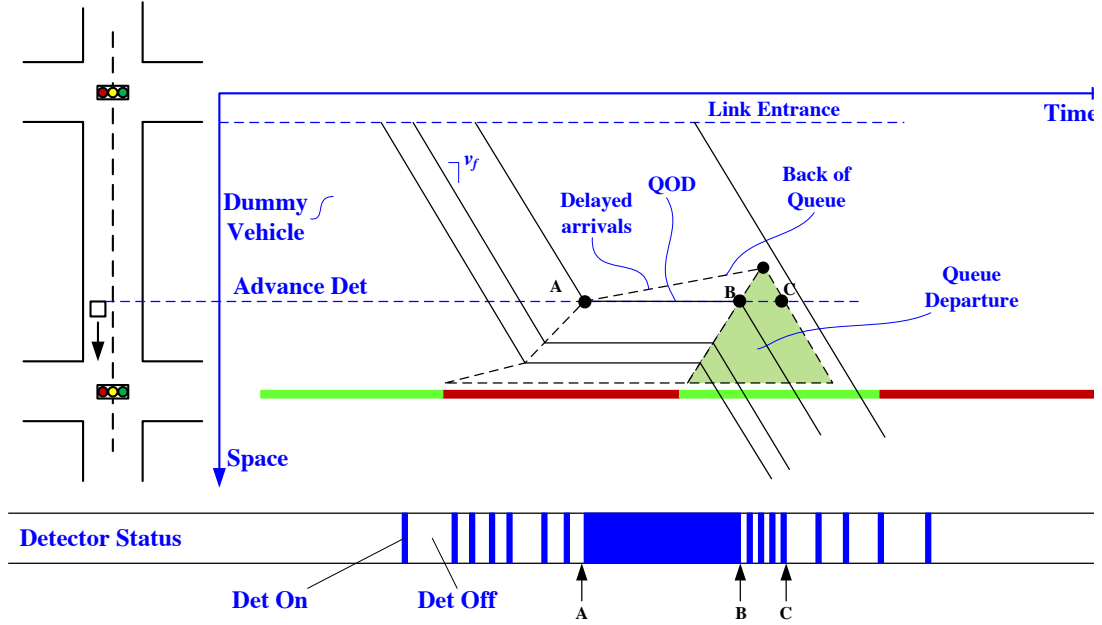 Link Entrance
Time
v_f
Back of
Queue
QOD
Delayed
arrivals
Dummy
Vehicle
Advance Det
A
B
C
Queue
Departure
Space
Detector Status
Det On
Det Off
A
B
C